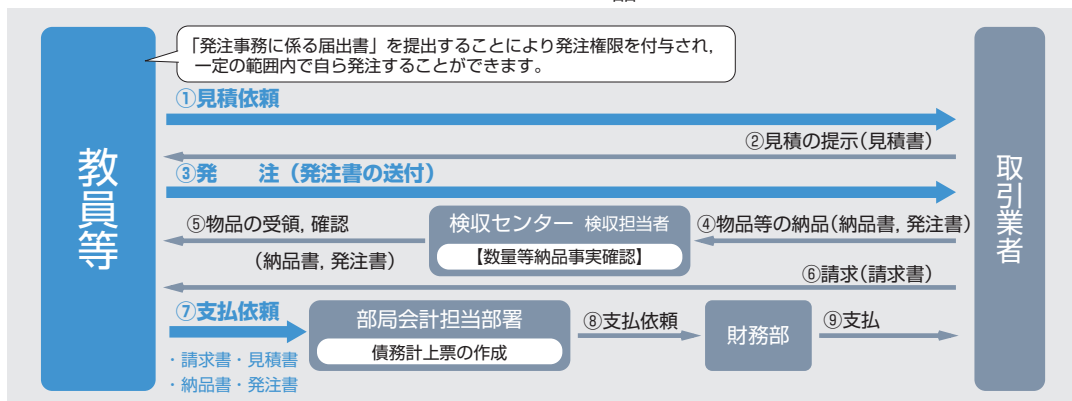 「発注事務に係る届出書」を提出することにより発注権限を付与され,
一定の範囲内で自ら発注することができます。
①見積依頼
②見積の提示(見積書)
③発　　注（発注書の送付）
教員等
取引業者
⑤物品の受領, 確認
(納品書, 発注書)
検収センター 検収担当者
【数量等納品事実確認】
④物品等の納品(納品書, 発注書)
⑥請求(請求書)
⑦支払依頼
・請求書・見積書
・納品書・発注書
部局会計担当部署
債務計上票の作成
⑧支払依頼
財務部
⑨支払